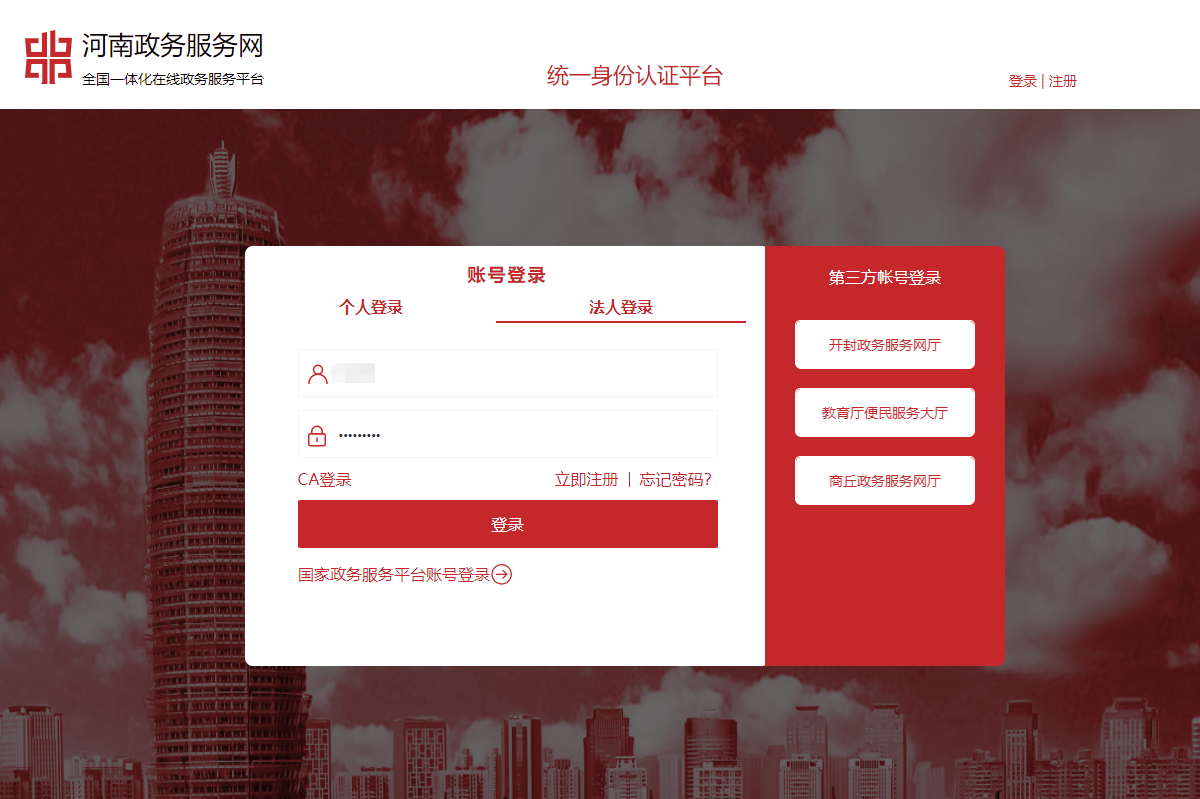 河南政务服务网
全国一体化在线政务服务平台
统一身份认证平台
登录 | 注册
账号登录
个人登录
法人登录
•••••••••
CA登录
立即注册 | 忘记密码?
登录
国家政务服务平台账号登录
第三方帐号登录
开封政务服务网厅
教育厅便民服务大厅
商丘政务服务网厅